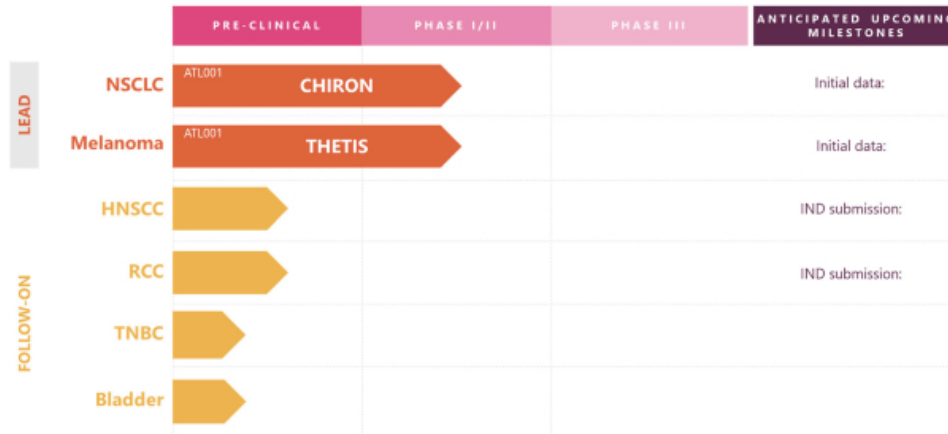 PRE-CLINICAL PHASE I/II PHASE III ANTICIPATED UPCOMING
MILESTONES
LEAD
NSCLC ATL001 CHIRON Initial data:
Melanoma ATL001 THETIS Initial data:
FOLLOW-ON
HNSCC IND submission:
RCC IND submission:
TNBC
Bladder